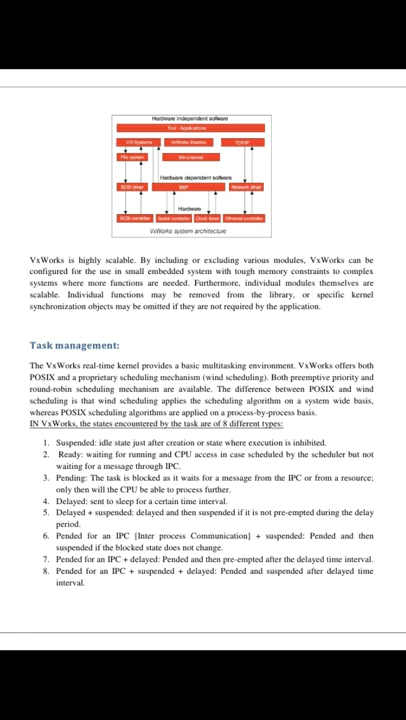 Hardware independent software
Tool - Applications
I/O Systems VxWorks libraries TCP/IP
File system Wind kernel
Hardware dependent software
SCSI driver BSP Network driver
Hardware
SCSI controller Serial controller Clock timer Ethernet controller
VxWorks system architecture
VxWorks is highly scalable. By including or excluding various modules, VxWorks can be
configured for the use in small embedded system with tough memory constraints to complex
systems where more functions are needed. Furthermore, individual modules themselves are
scalable. Individual functions may be removed from the library, or specific kernel
synchronization objects may be omitted if they are not required by the application.
Task management:
The VxWorks real-time kernel provides a basic multitasking environment. VxWorks offers both
POSIX and a proprietary scheduling mechanism (wind scheduling). Both preemptive priority and
round-robin scheduling mechanism are available. The difference between POSIX and wind
scheduling is that wind scheduling applies the scheduling algorithm on a system wide basis,
whereas POSIX scheduling algorithms are applied on a process-by-process basis.
IN VxWorks, the states encountered by the task are of 8 different types:
1. Suspended: idle state just after creation or state where execution is inhibited.
2. Ready: waiting for running and CPU access in case scheduled by the scheduler but not
waiting for a message through IPC.
3. Pending: The task is blocked as it waits for a message from the IPC or from a resource;
only then will the CPU be able to process further.
4. Delayed: sent to sleep for a certain time interval.
5. Delayed + suspended: delayed and then suspended if it is not pre-empted during the delay
period.
6. Pended for an IPC [Inter process Communication] + suspended: Pended and then
suspended if the blocked state does not change.
7. Pended for an IPC + delayed: Pended and then pre-empted after the delayed time interval.
8. Pended for an IPC + suspended + delayed: Pended and suspended after delayed time
interval.